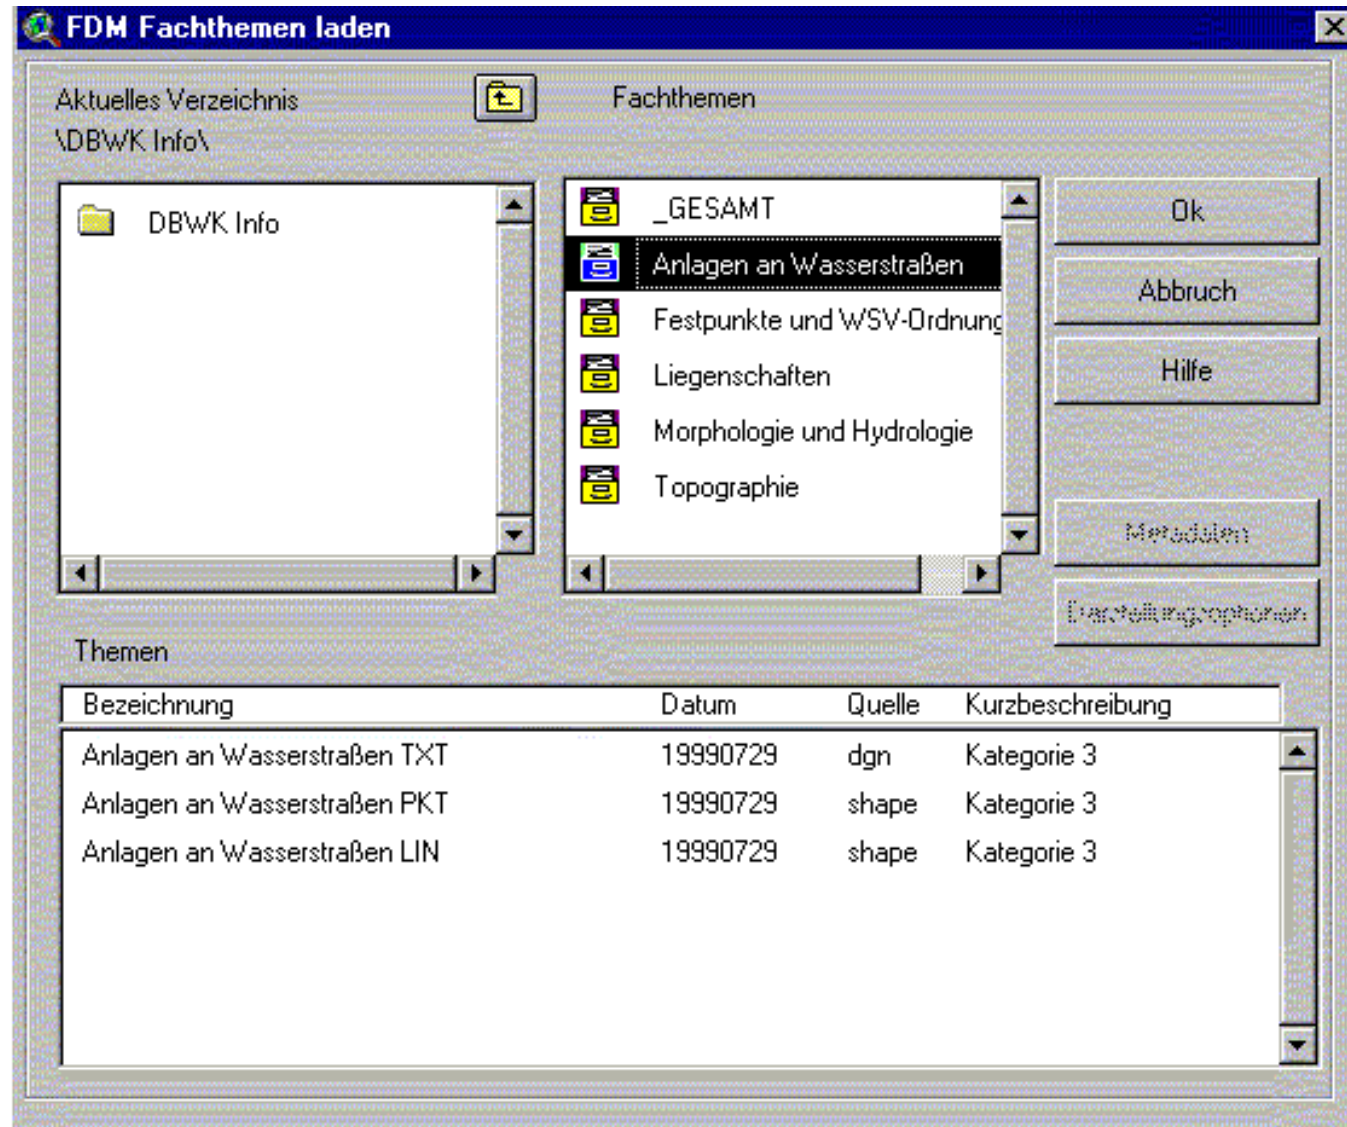 FDM Fachthemen laden
Aktuelles Verzeichnis
Fachthemen
\DBWK Info\
DBWK Info
_GESAMT
Anlagen an Wasserstraßen
Festpunkte und WSV-Ordnung
Liegenschaften
Morphologie und Hydrologie
Topographie
Ok
Abbruch
Hilfe
Metadaten
Darstellungsoptionen
Themen
Bezeichnung Datum Quelle Kurzbeschreibung
Anlagen an Wasserstraßen TXT 19990729 dgn Kategorie 3
Anlagen an Wasserstraßen PKT 19990729 shape Kategorie 3
Anlagen an Wasserstraßen LIN 19990729 shape Kategorie 3